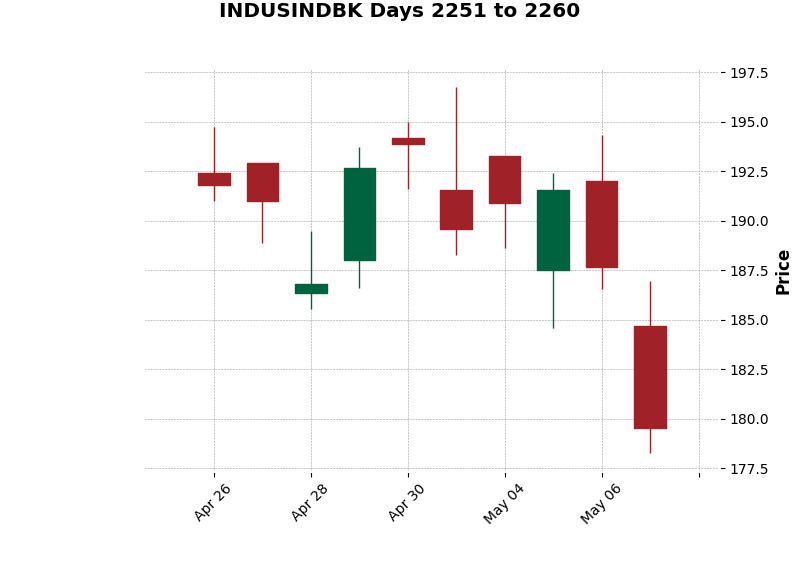 INDUSINDBK Days 2251 to 2260
197.5
195.0
192.5
190.0
187.5
185.0
182.5
180.0
177.5
Price
Apr 26
Apr 28
Apr 30
May 04
May 06